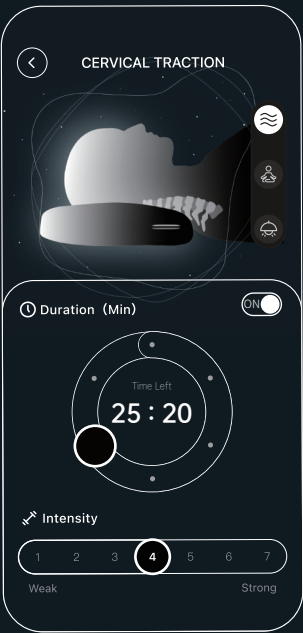 CERVICAL TRACTION
Duration（Min）
ON
Time Left
25 : 20
Intensity
1 2 3 4 5 6 7
Weak Strong